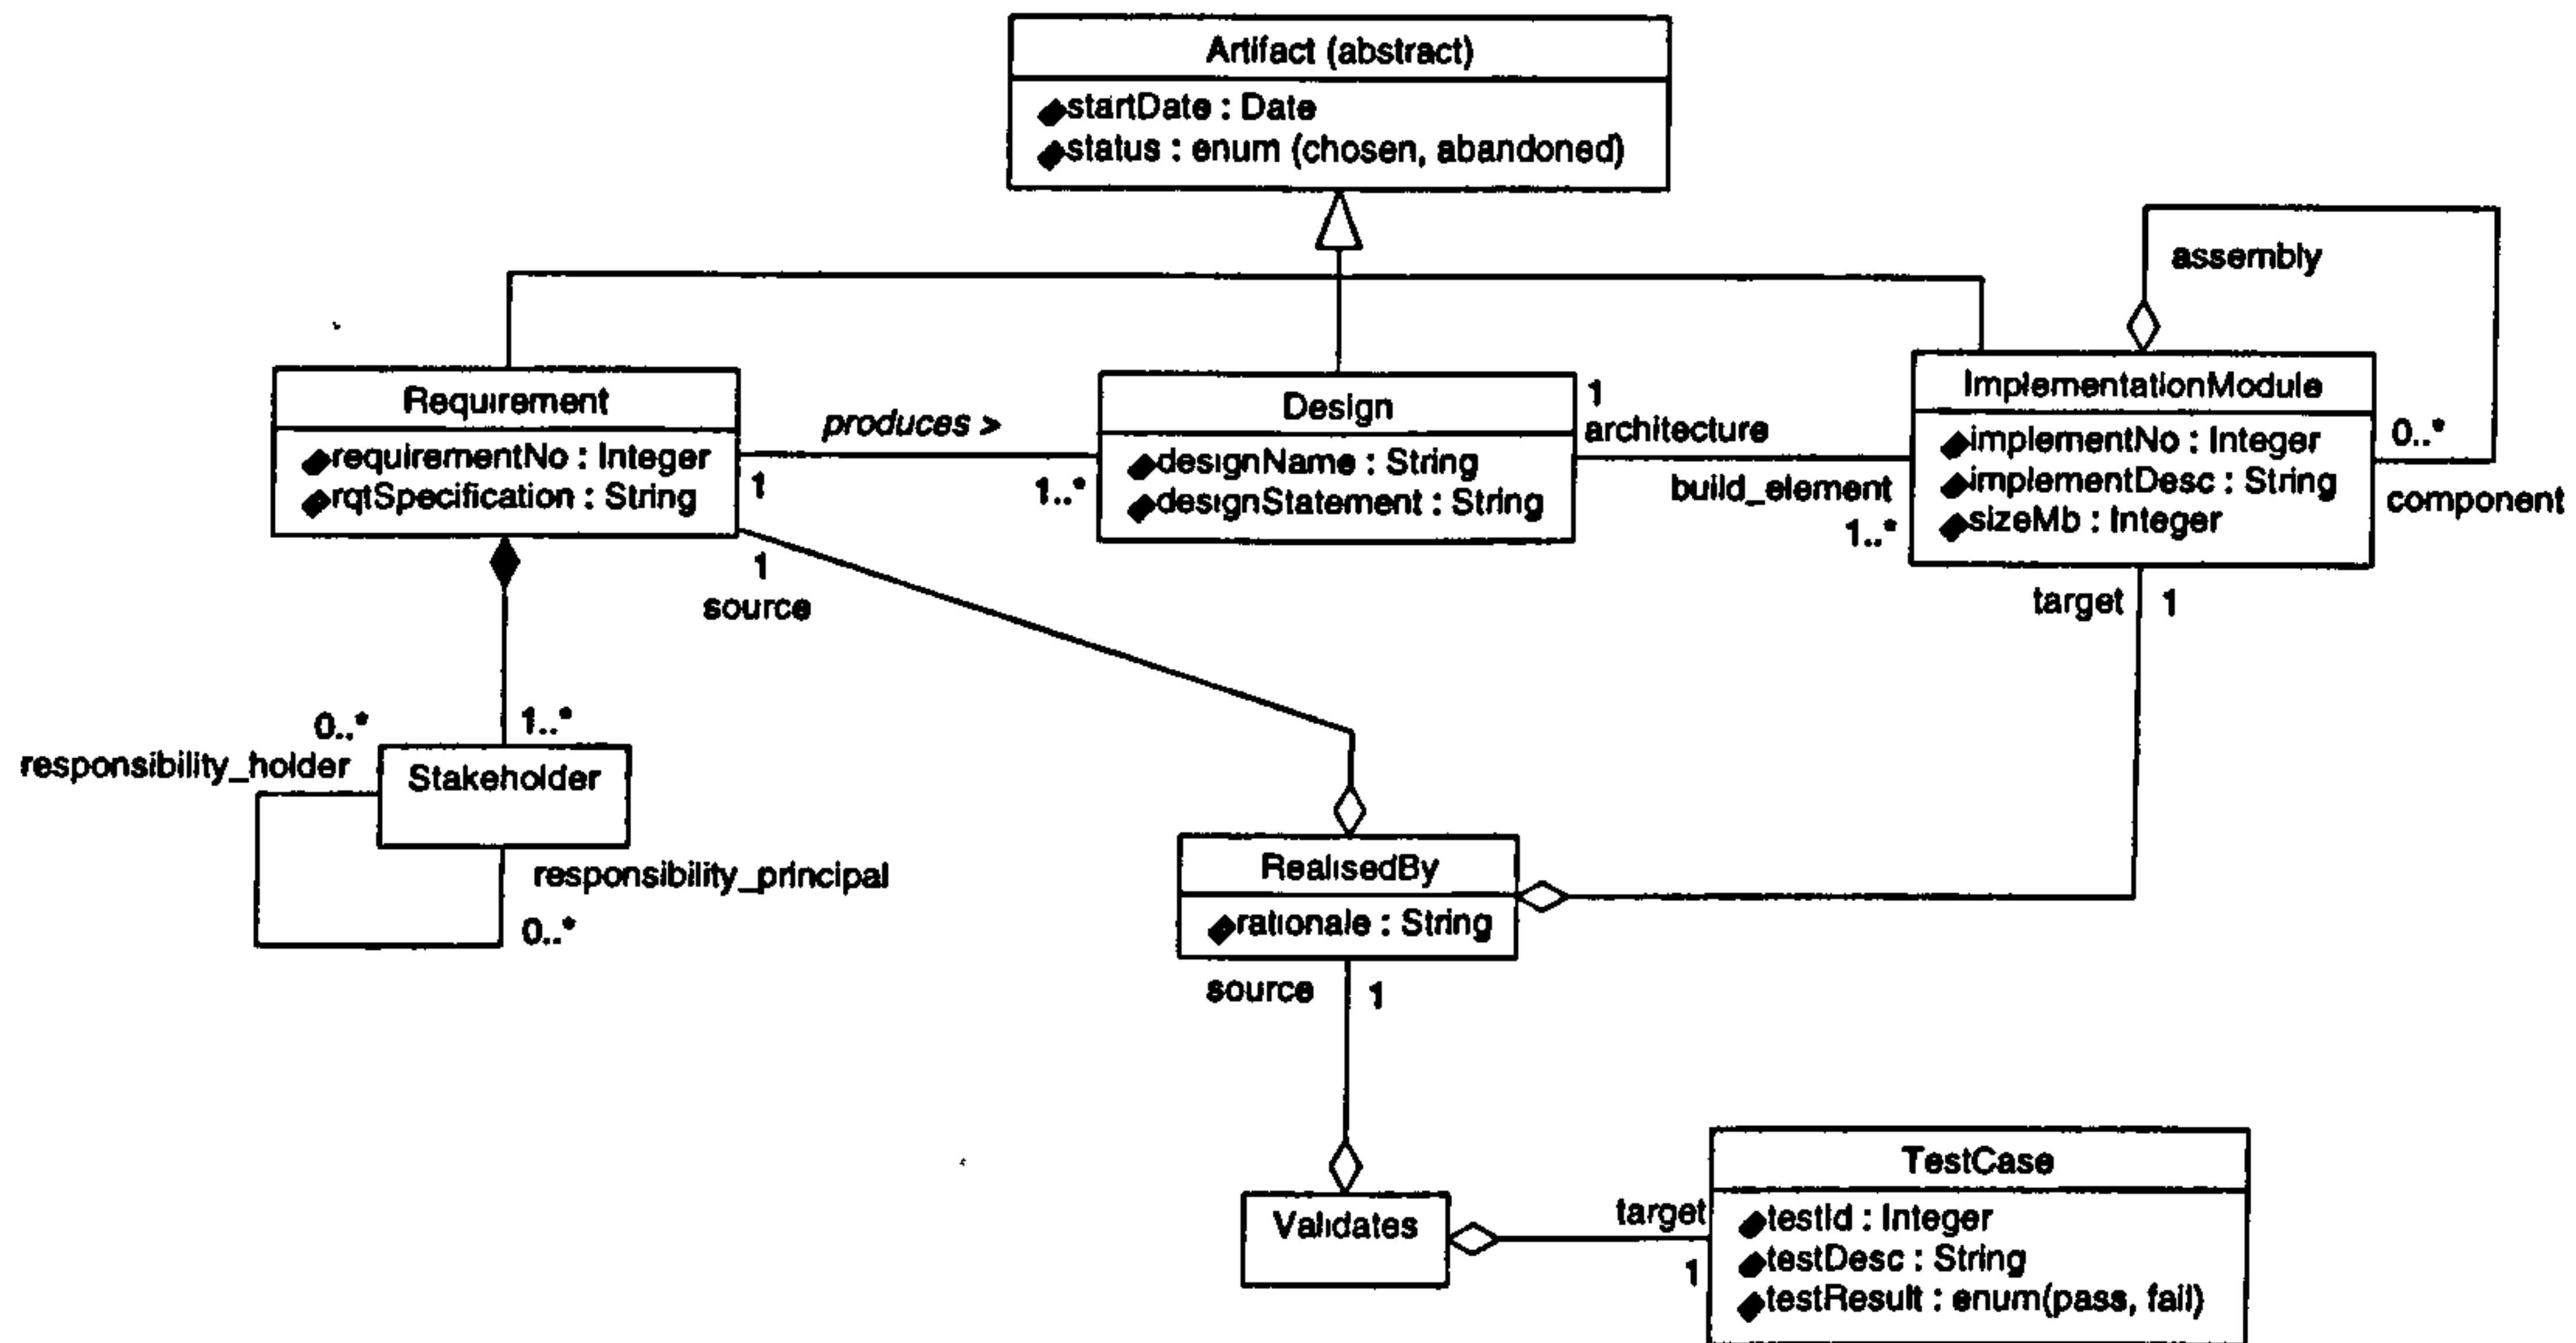 Artifact (abstract)
startDate : Date
status : enum (chosen, abandoned)
assembly
Requirement
requirementNo : Integer
rqtSpecification : String
produces >
1
1..*
Design
designName : String
designStatement : String
1
architecture
build_element
1..*
ImplementationModule
implementNo : Integer
implementDesc : String
sizeMb : Integer
0..*
component
1
source
target 1
0..*
1..*
responsibility_holder
Stakeholder
responsibility_principal
0..*
RealisedBy
rationale : String
source 1
Validates
target
1
TestCase
testId : Integer
testDesc : String
testResult : enum(pass, fail)